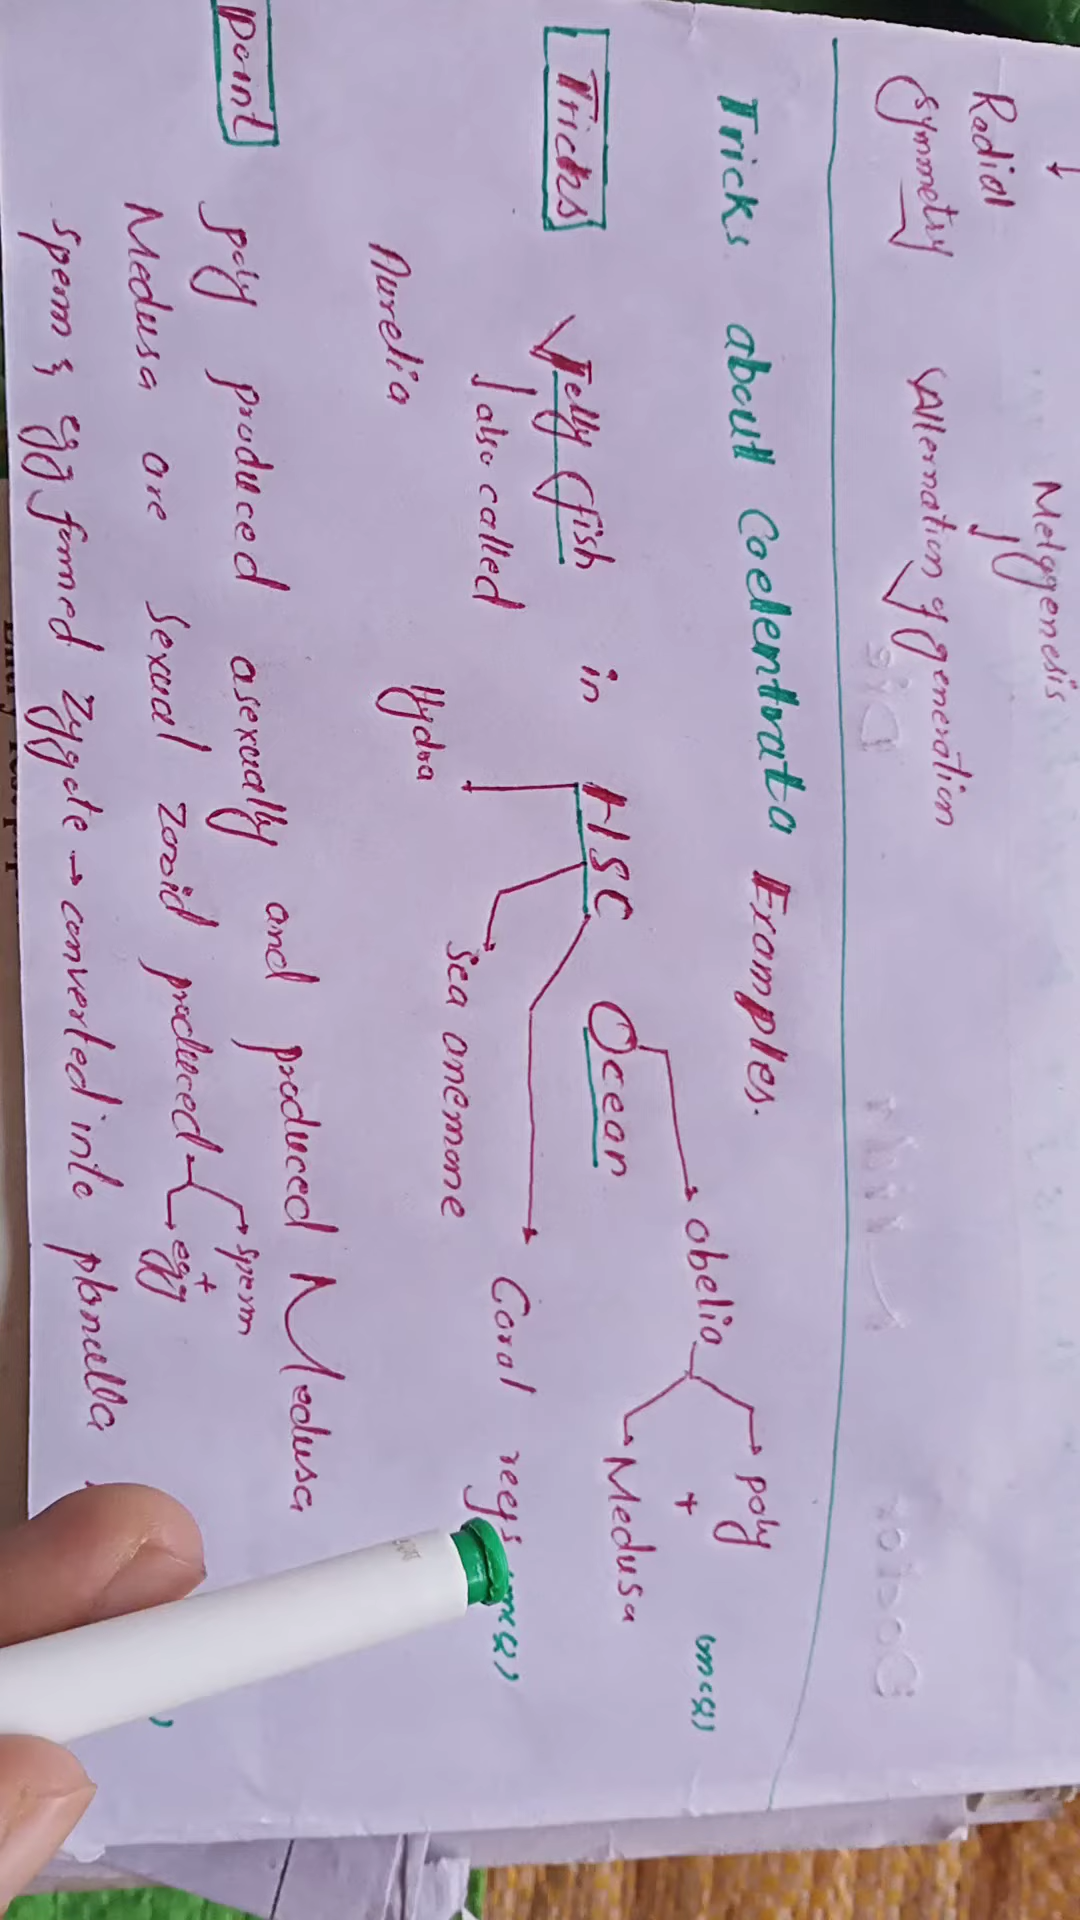 Metagenesis
Radial
symmetry
Alternation of generation
Tricks about Coelentrata Examples.
poly
(mcq)
obelia +
Medusa
Tricks Jelly fish in HSC Ocean
also called
Coral reefs (mcq)
Sea anemone
Aurelia Hydra
point poly produced asexually and produced Medusa
Medusa are sexual zooid produced sperm
+
egg
sperm & egg formed zygote → converted into planulla